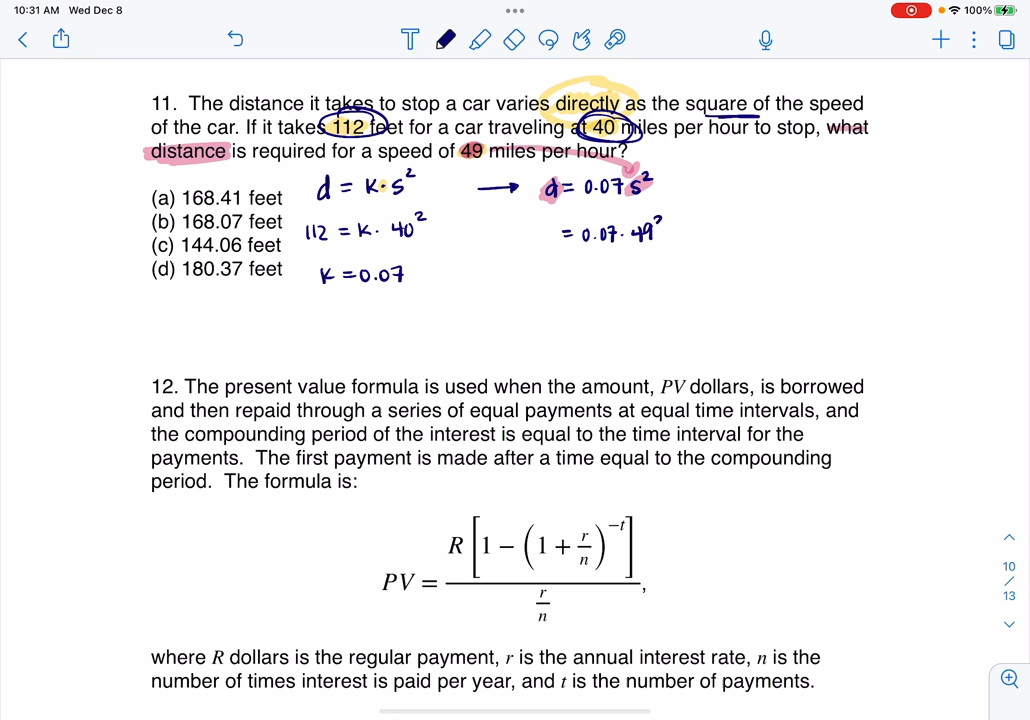 10:31 AM Wed Dec 8
100%
11. The distance it takes to stop a car varies directly as the square of the speed
of the car. If it takes 112 feet for a car traveling at 40 miles per hour to stop, what
distance is required for a speed of 49 miles per hour?
(a) 168.41 feet
(b) 168.07 feet
(c) 144.06 feet
(d) 180.37 feet
d = K · s²
112 = K · 40²
K = 0.07
→ d = 0.07 s²
= 0.07 · 49²
12. The present value formula is used when the amount, PV dollars, is borrowed
and then repaid through a series of equal payments at equal time intervals, and
the compounding period of the interest is equal to the time interval for the
payments. The first payment is made after a time equal to the compounding
period. The formula is:
PV = R [1 − (1 + r/n)^−t] / (r/n),
where R dollars is the regular payment, r is the annual interest rate, n is the
number of times interest is paid per year, and t is the number of payments.
10
/
13